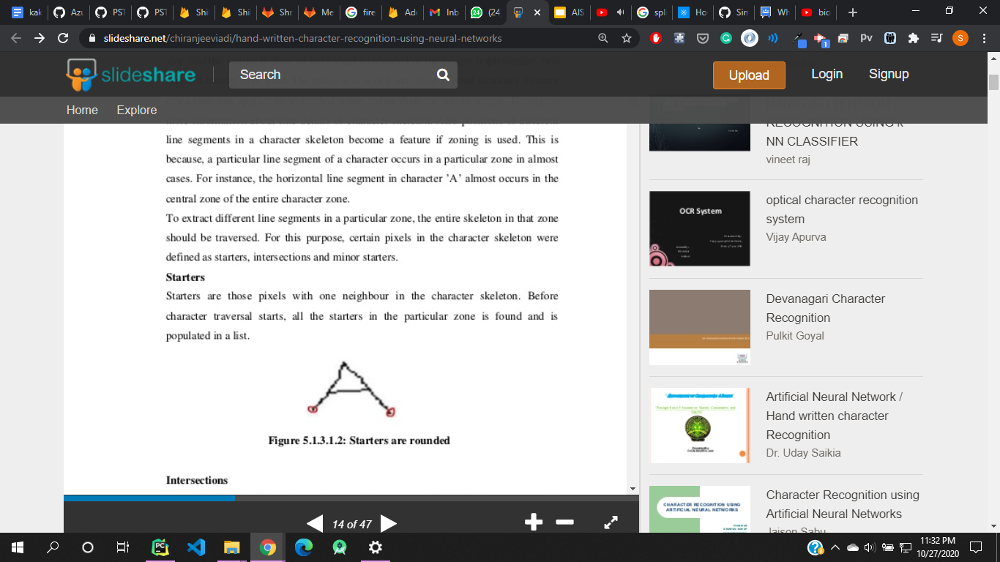 kak
Azu
PST
PST
Shi
Shi
Shr
Me
fire
Add
Inb
(24
AIS
spl
Ho
Sin
Wh
bio
slideshare.net/chiranjeeviadi/hand-written-character-recognition-using-neural-networks
slideshare
Search
Upload
Login
Signup
Home
Explore
line segments in a character skeleton become a feature if zoning is used. This is
because, a particular line segment of a character occurs in a particular zone in almost
cases. For instance, the horizontal line segment in character 'A' almost occurs in the
central zone of the entire character zone.
To extract different line segments in a particular zone, the entire skeleton in that zone
should be traversed. For this purpose, certain pixels in the character skeleton were
defined as starters, intersections and minor starters.
Starters
Starters are those pixels with one neighbour in the character skeleton. Before
character traversal starts, all the starters in the particular zone is found and is
populated in a list.
Figure 5.1.3.1.2: Starters are rounded
Intersections
14 of 47
RECOGNITION USING k
NN CLASSIFIER
vineet raj
OCR System
optical character recognition
system
Vijay Apurva
Devanagari Character
Recognition
Pulkit Goyal
Artificial Neural Network /
Hand written character
Recognition
Dr. Uday Saikia
CHARACTER RECOGNITION USING
ARTIFICIAL NEURAL NETWORKS
Character Recognition using
Artificial Neural Networks
Jaison Sabu
11:32 PM
10/27/2020